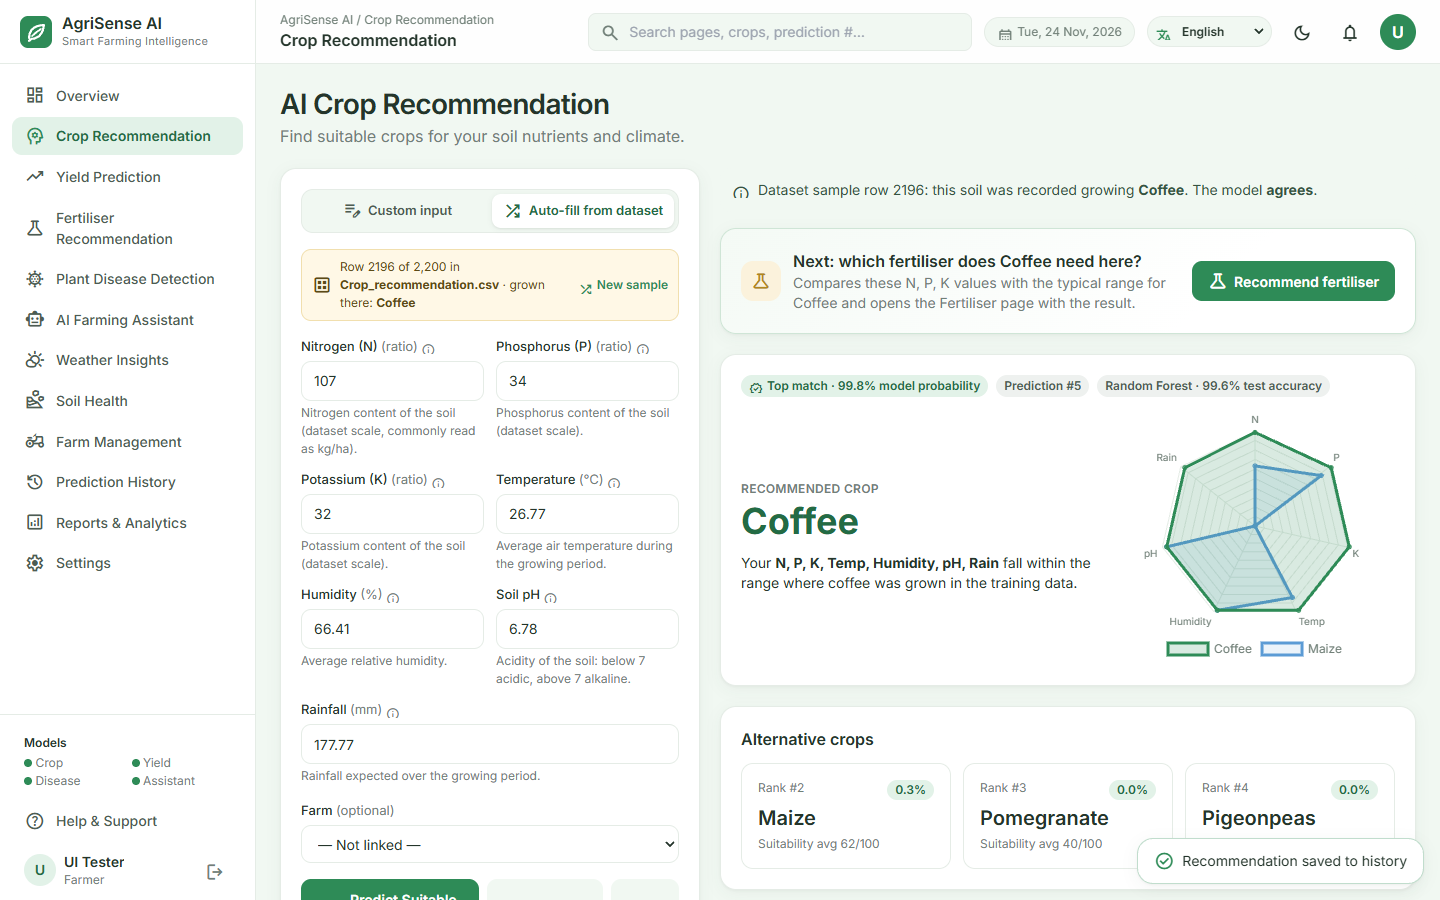 AgriSense AI
Smart Farming Intelligence
AgriSense AI / Crop Recommendation
Crop Recommendation
Search pages, crops, prediction #...
Tue, 24 Nov, 2026
English
U
Overview
Crop Recommendation
Yield Prediction
Fertiliser
Recommendation
Plant Disease Detection
AI Farming Assistant
Weather Insights
Soil Health
Farm Management
Prediction History
Reports & Analytics
Settings
Models
Crop
Yield
Disease
Assistant
Help & Support
U
UI Tester
Farmer
AI Crop Recommendation
Find suitable crops for your soil nutrients and climate.
Custom input
Auto-fill from dataset
Row 2196 of 2,200 in
Crop_recommendation.csv · grown
there: Coffee
New sample
Nitrogen (N) (ratio)
107
Nitrogen content of the soil
(dataset scale, commonly read
as kg/ha).
Phosphorus (P) (ratio)
34
Phosphorus content of the soil
(dataset scale).
Potassium (K) (ratio)
32
Potassium content of the soil
(dataset scale).
Temperature (°C)
26.77
Average air temperature during
the growing period.
Humidity (%)
66.41
Average relative humidity.
Soil pH
6.78
Acidity of the soil: below 7
acidic, above 7 alkaline.
Rainfall (mm)
177.77
Rainfall expected over the growing period.
Farm (optional)
— Not linked —
Predict Suitable
Dataset sample row 2196: this soil was recorded growing Coffee. The model agrees.
Next: which fertiliser does Coffee need here?
Compares these N, P, K values with the typical range for
Coffee and opens the Fertiliser page with the result.
Recommend fertiliser
Top match · 99.8% model probability
Prediction #5
Random Forest · 99.6% test accuracy
RECOMMENDED CROP
Coffee
Your N, P, K, Temp, Humidity, pH, Rain fall within the
range where coffee was grown in the training data.
N
P
K
Temp
Humidity
pH
Rain
Coffee
Maize
Alternative crops
Rank #2
0.3%
Maize
Suitability avg 62/100
Rank #3
0.0%
Pomegranate
Suitability avg 40/100
Rank #4
0.0%
Pigeonpeas
Recommendation saved to history